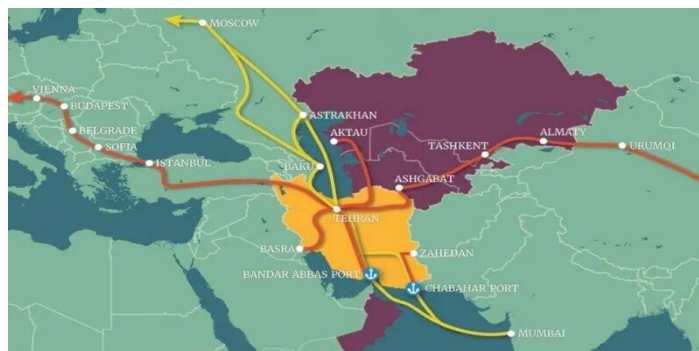 MOSCOW
VIENNA
BUDAPEST
BELGRADE
SOFIA
ISTANBUL
ASTRAKHAN
AKTAU
BAKU
TASHKENT
ALMATY
URUMQI
ASHGABAT
TEHRAN
BASRA
ZAHEDAN
BANDAR ABBAS PORT
CHABAHAR PORT
MUMBAI